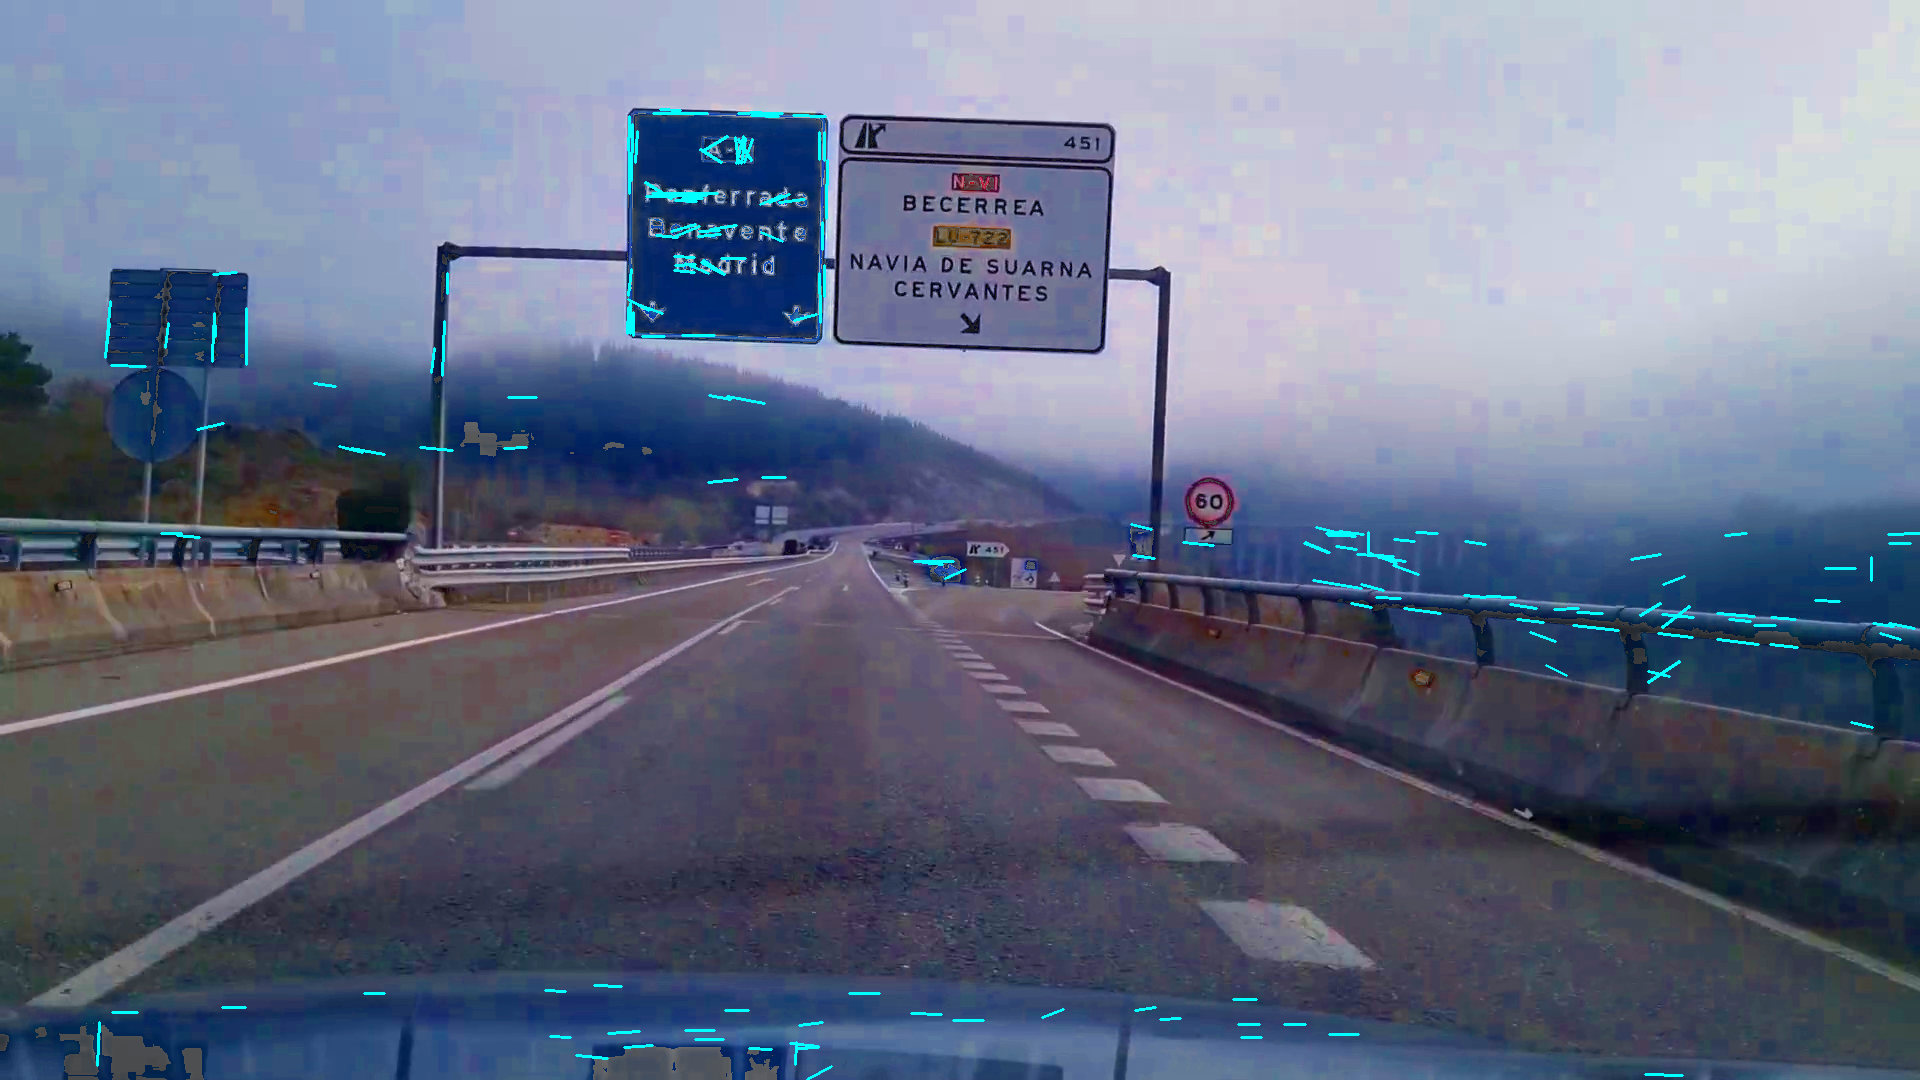 A-6
Ponferrada
Benavente
Madrid
451
N-VI
BECERREA
LU-722
NAVIA DE SUARNA
CERVANTES
60
451